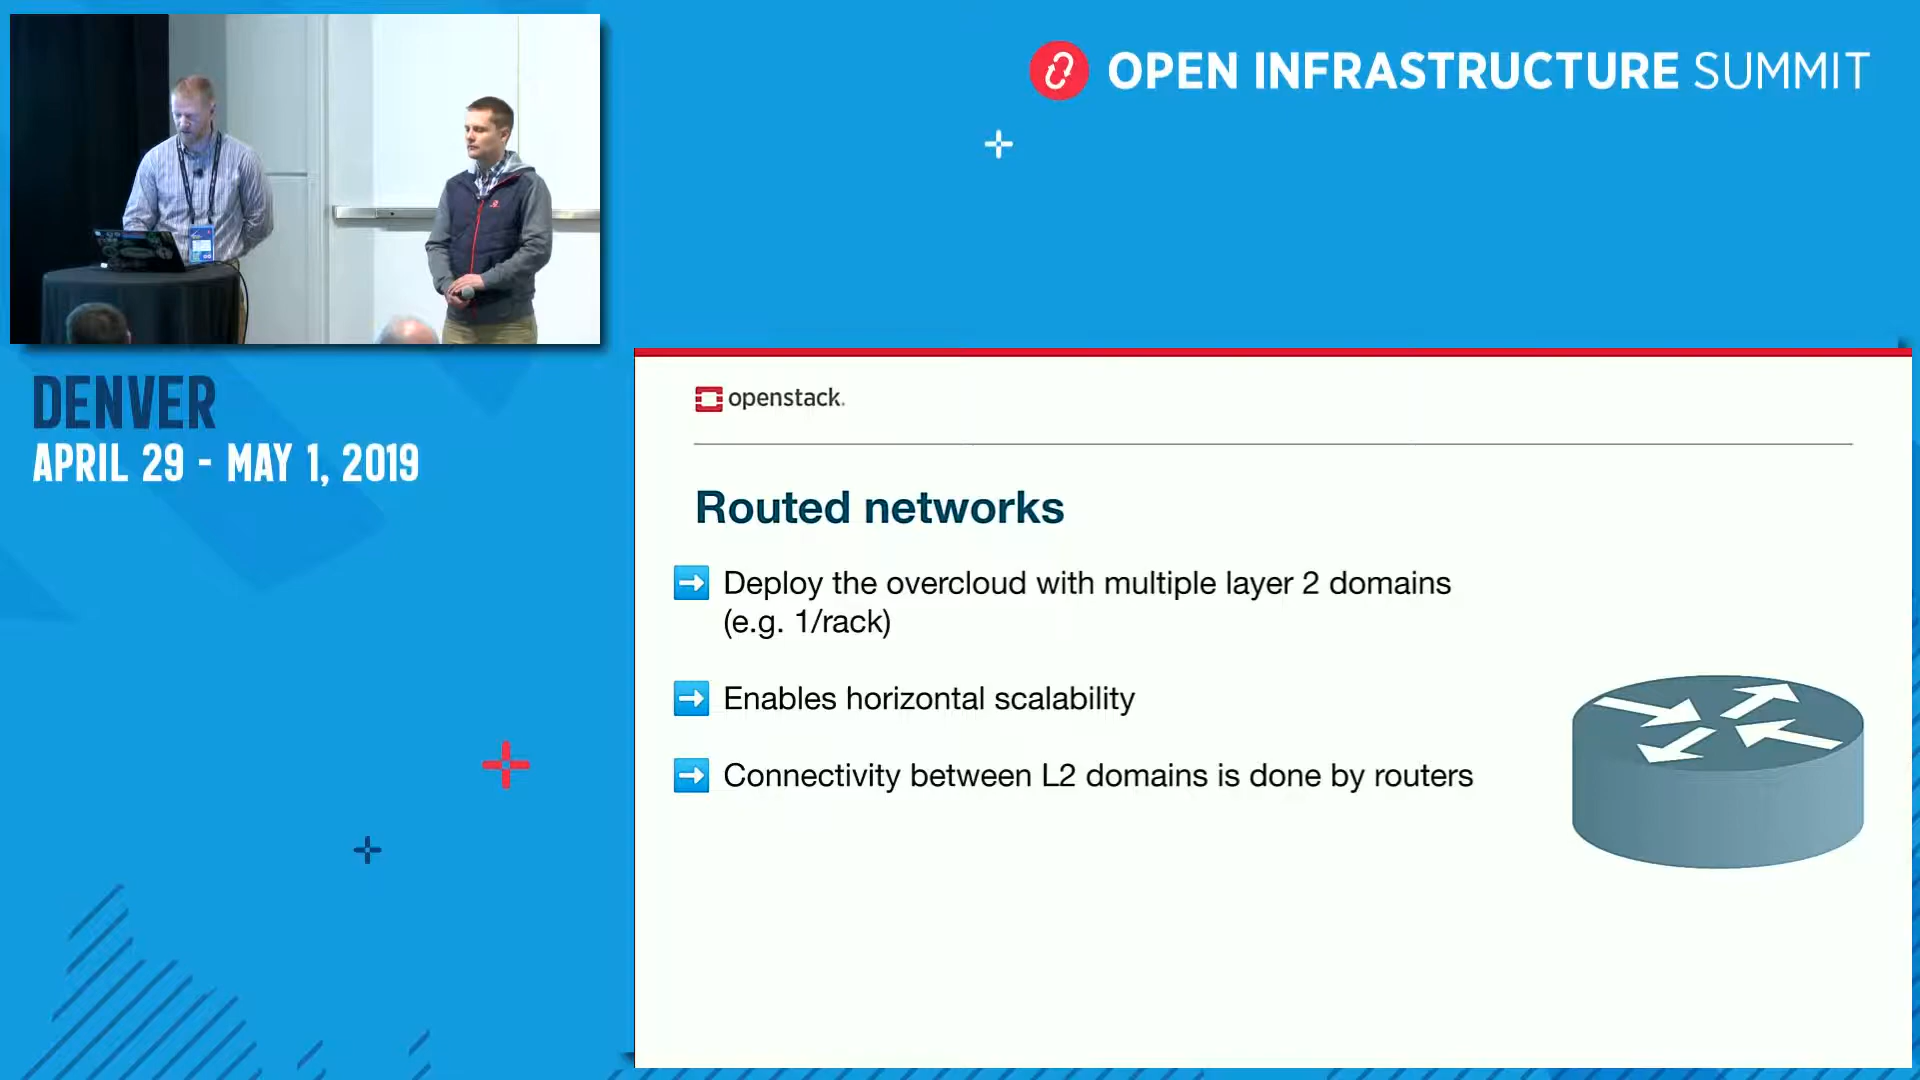 OPEN INFRASTRUCTURE SUMMIT
DENVER
APRIL 29 - MAY 1, 2019
openstack.
Routed networks
Deploy the overcloud with multiple layer 2 domains
(e.g. 1/rack)
Enables horizontal scalability
Connectivity between L2 domains is done by routers